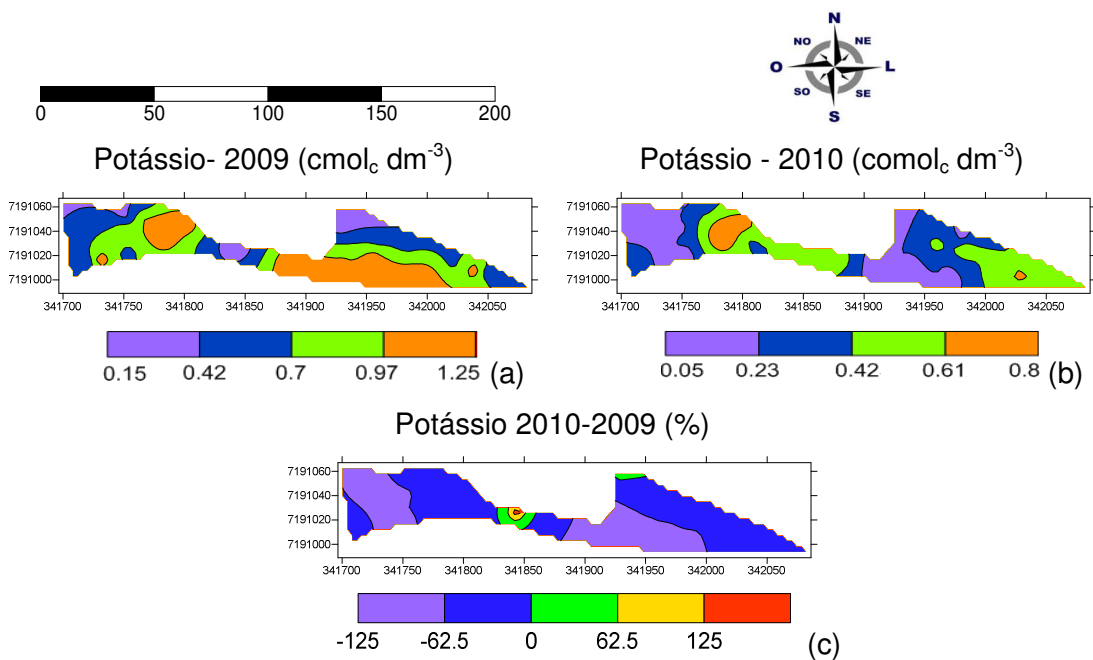 N
NO NE
O L
SO SE
S
0 50 100 150 200
Potássio- 2009 (cmolc dm-3)
Potássio - 2010 (comolc dm-3)
7191060
7191040
7191020
7191000
341700 341750 341800 341850 341900 341950 342000 342050
7191060
7191040
7191020
7191000
341700 341750 341800 341850 341900 341950 342000 342050
0.15 0.42 0.7 0.97 1.25 (a)
0.05 0.23 0.42 0.61 0.8 (b)
Potássio 2010-2009 (%)
7191060
7191040
7191020
7191000
341700 341750 341800 341850 341900 341950 342000 342050
-125 -62.5 0 62.5 125 (c)